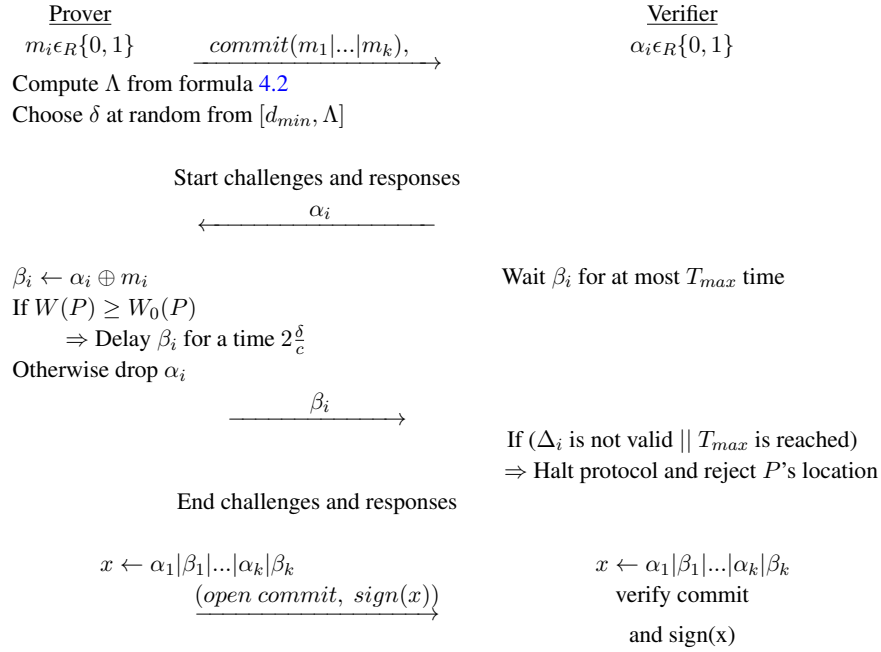 Prover Verifier
m_i ϵ_R{0, 1} commit(m_1|...|m_k), α_i ϵ_R{0, 1}
Compute Λ from formula 4.2
Choose δ at random from [d_min, Λ]
Start challenges and responses
α_i
β_i ← α_i ⊕ m_i Wait β_i for at most T_max time
If W(P) ≥ W_0(P)
⇒ Delay β_i for a time 2 δ/c
Otherwise drop α_i
β_i
If (Δ_i is not valid || T_max is reached)
⇒ Halt protocol and reject P's location
End challenges and responses
x ← α_1|β_1|...|α_k|β_k x ← α_1|β_1|...|α_k|β_k
(open commit, sign(x)) verify commit
and sign(x)